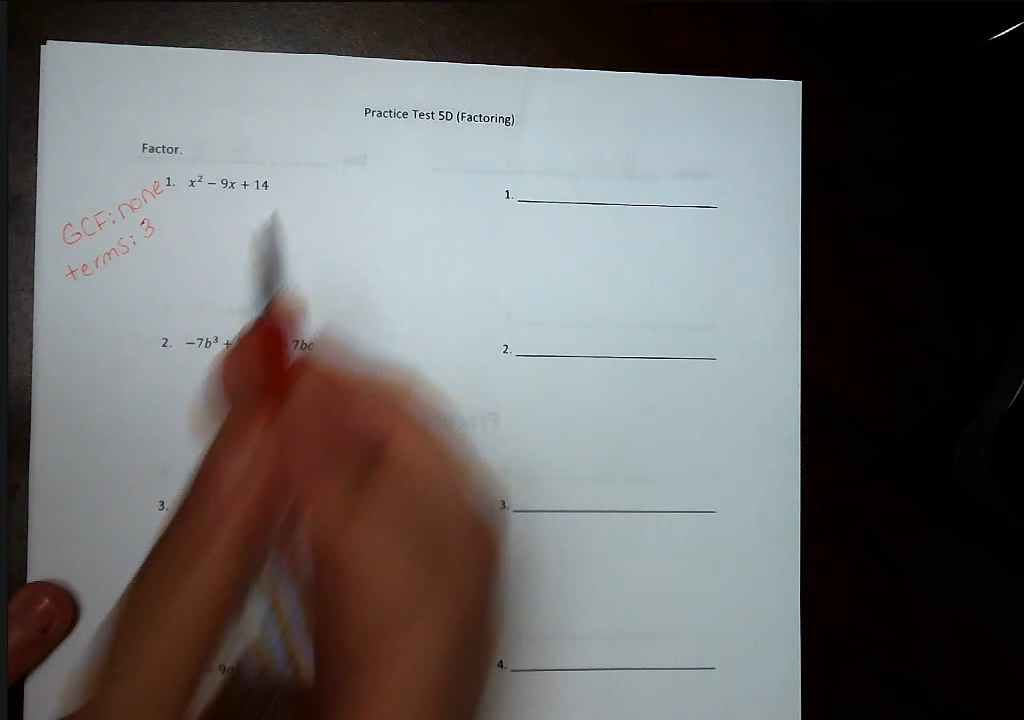 Practice Test 5D (Factoring)
Factor.
GCF: none
terms: 3
1. x² − 9x + 14
1.
2. −7b³ +
2.
3.
3.
4.